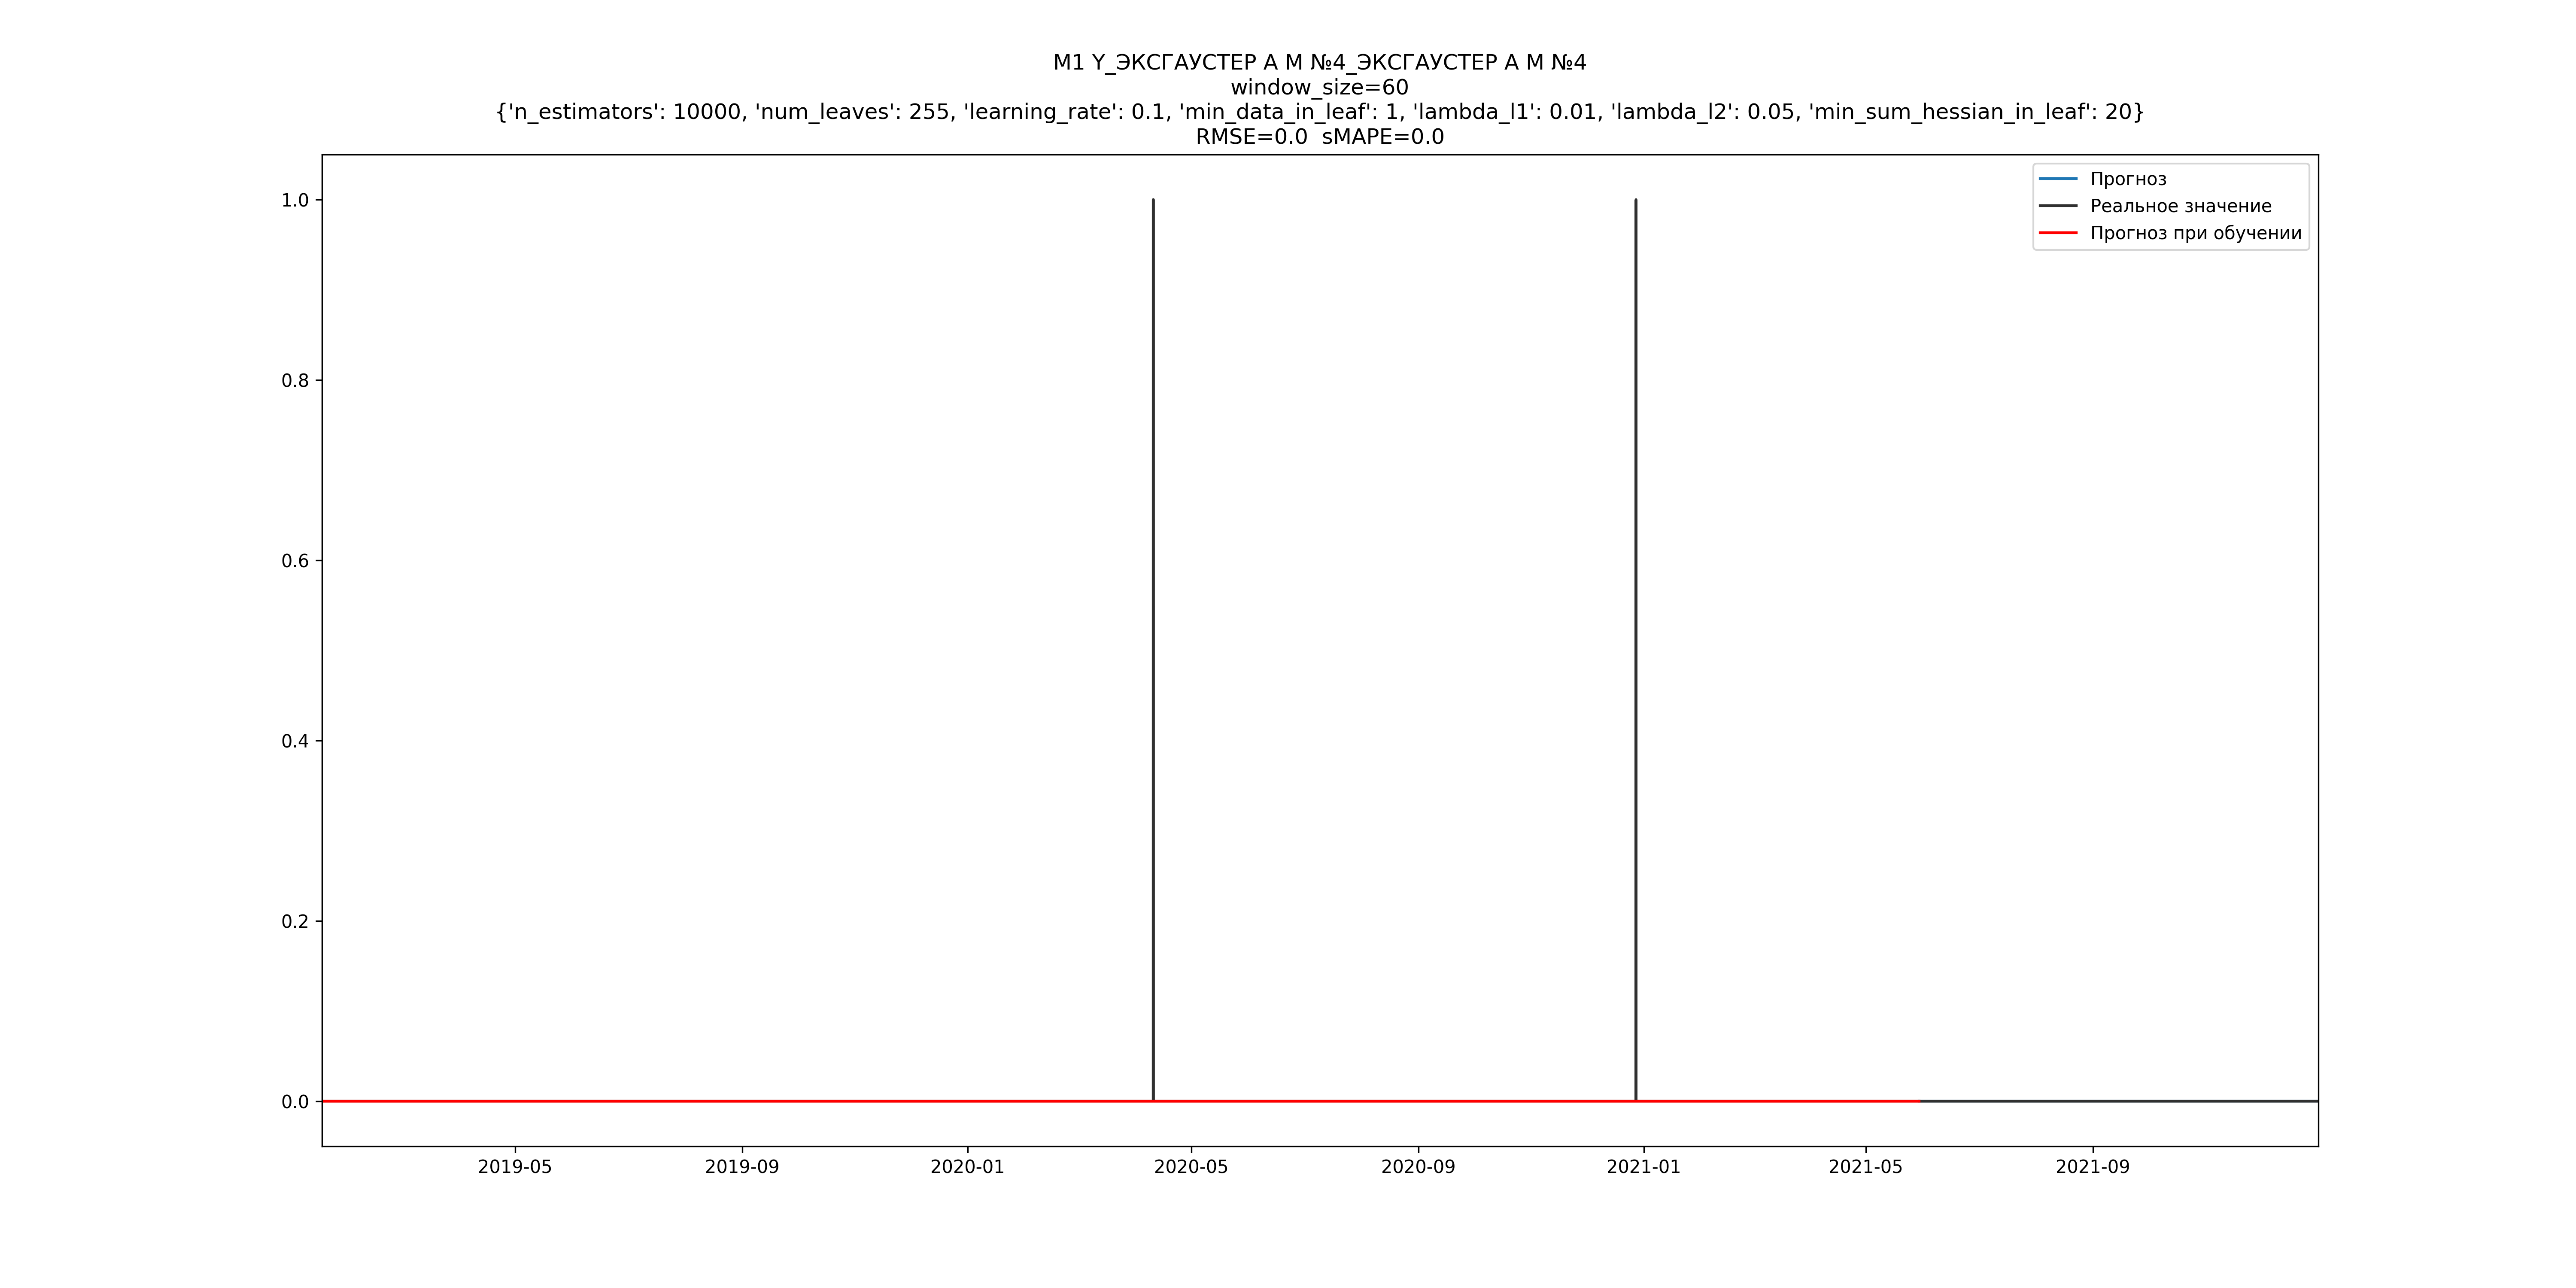 M1 Y_ЭКСГАУСТЕР А М №4_ЭКСГАУСТЕР А М №4
window_size=60
{'n_estimators': 10000, 'num_leaves': 255, 'learning_rate': 0.1, 'min_data_in_leaf': 1, 'lambda_l1': 0.01, 'lambda_l2': 0.05, 'min_sum_hessian_in_leaf': 20}
RMSE=0.0  sMAPE=0.0
Прогноз
Реальное значение
Прогноз при обучении
1.0
0.8
0.6
0.4
0.2
0.0
2019-05 2019-09 2020-01 2020-05 2020-09 2021-01 2021-05 2021-09